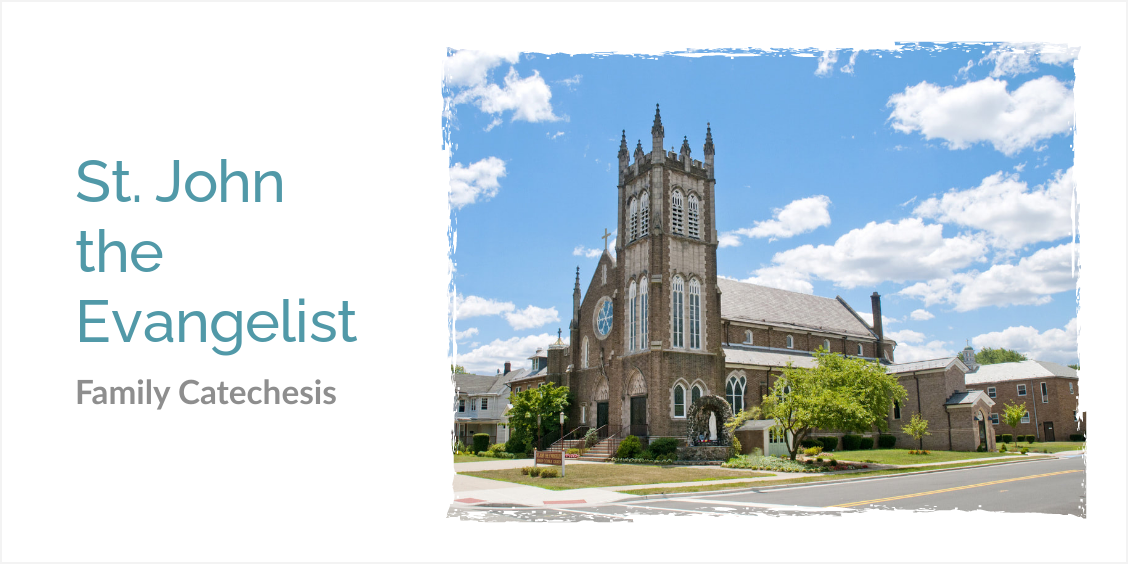 St. John
the
Evangelist
Family Catechesis